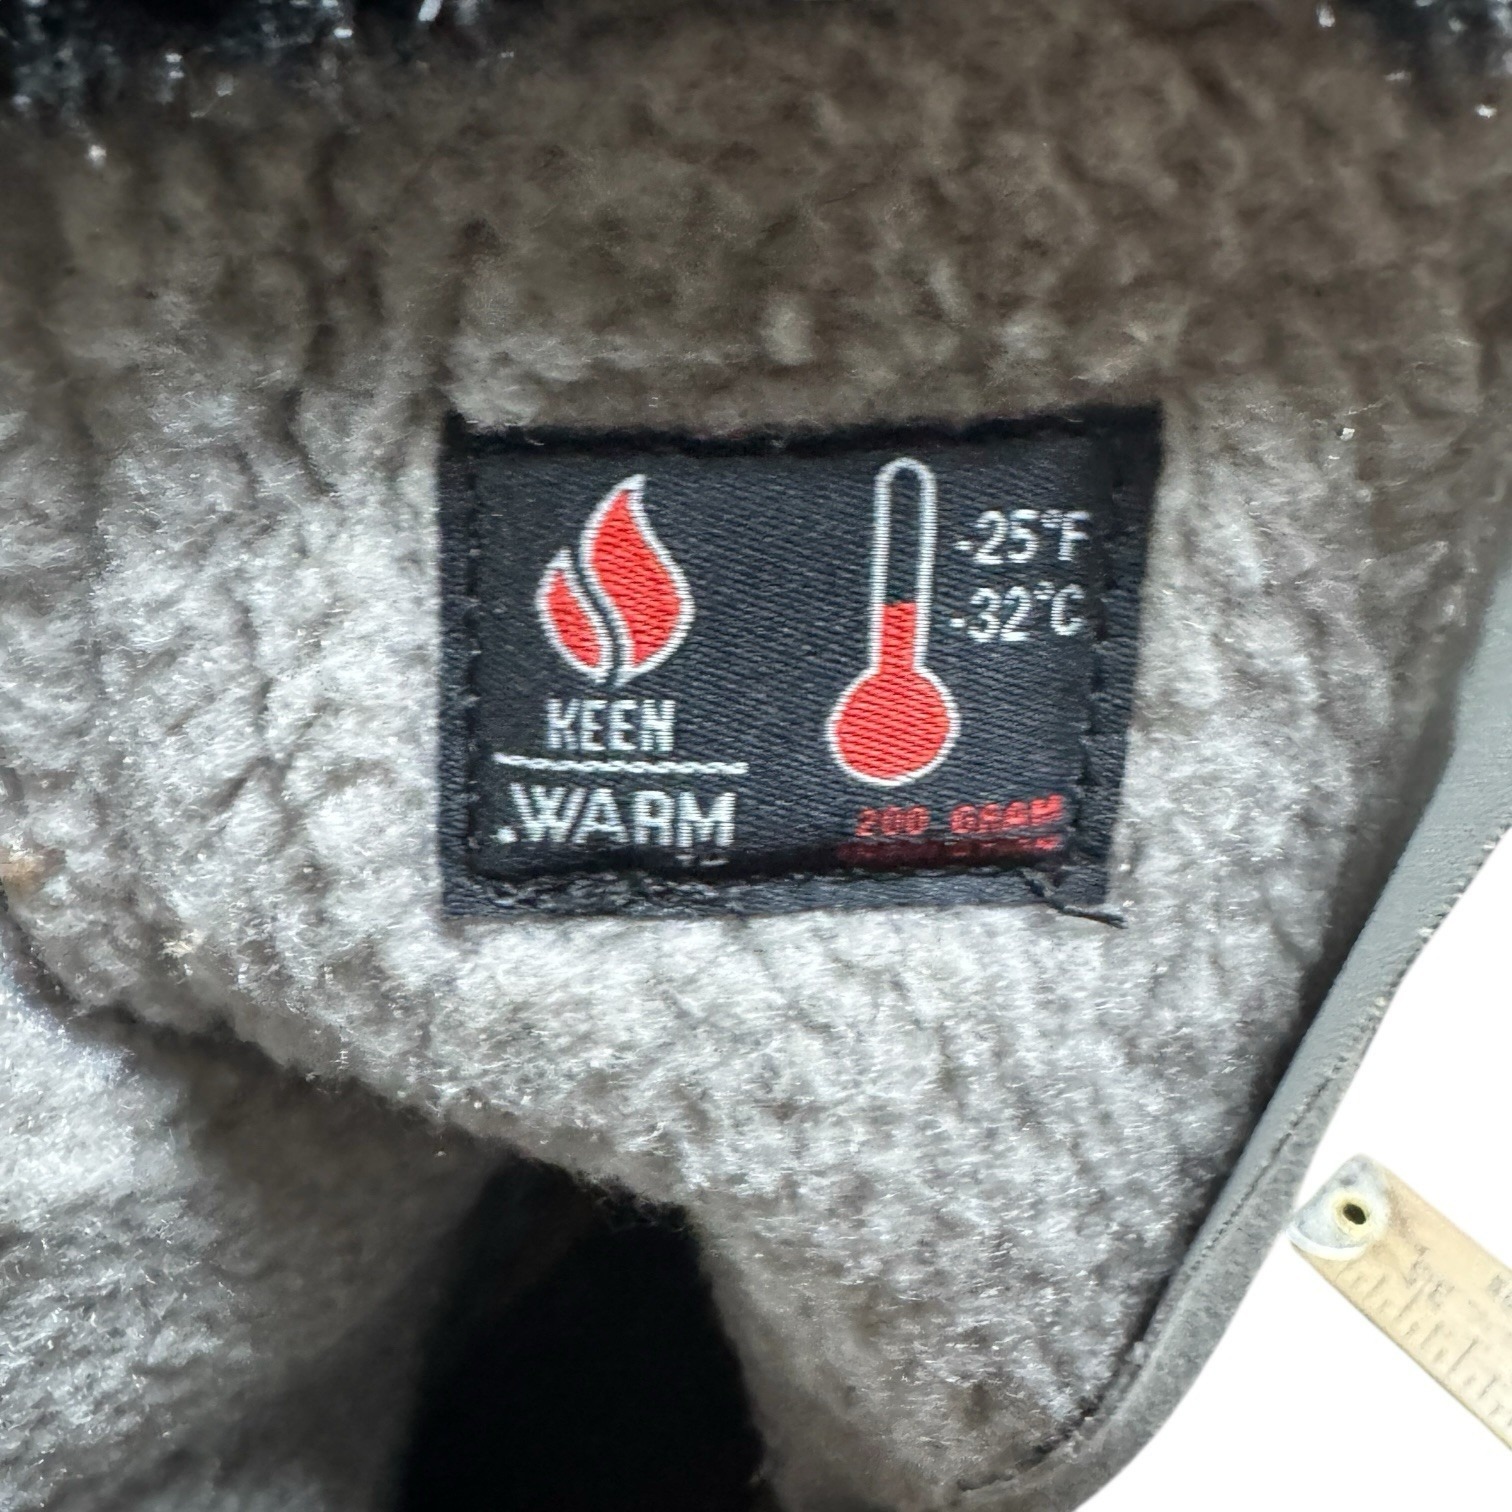 KEEN
.WARM
-25°F
-32°C
200 GRAM